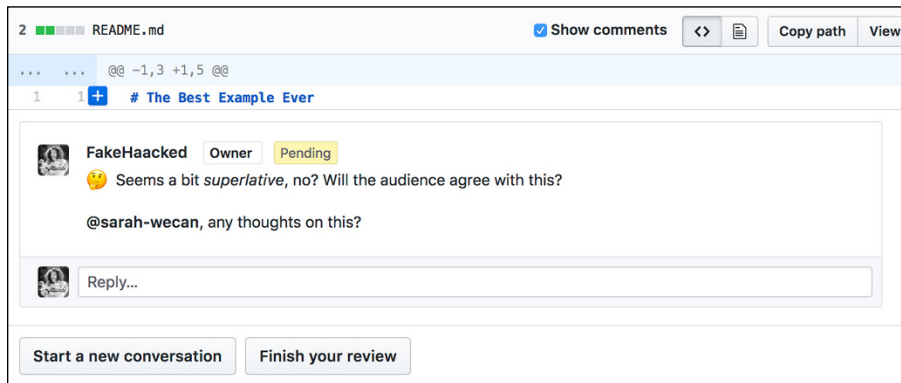 2 README.md Show comments <> Copy path View
... ... @@ -1,3 +1,5 @@
1 1 + # The Best Example Ever
FakeHaacked Owner Pending
🤔 Seems a bit superlative, no? Will the audience agree with this?
@sarah-wecan, any thoughts on this?
Reply...
Start a new conversation Finish your review